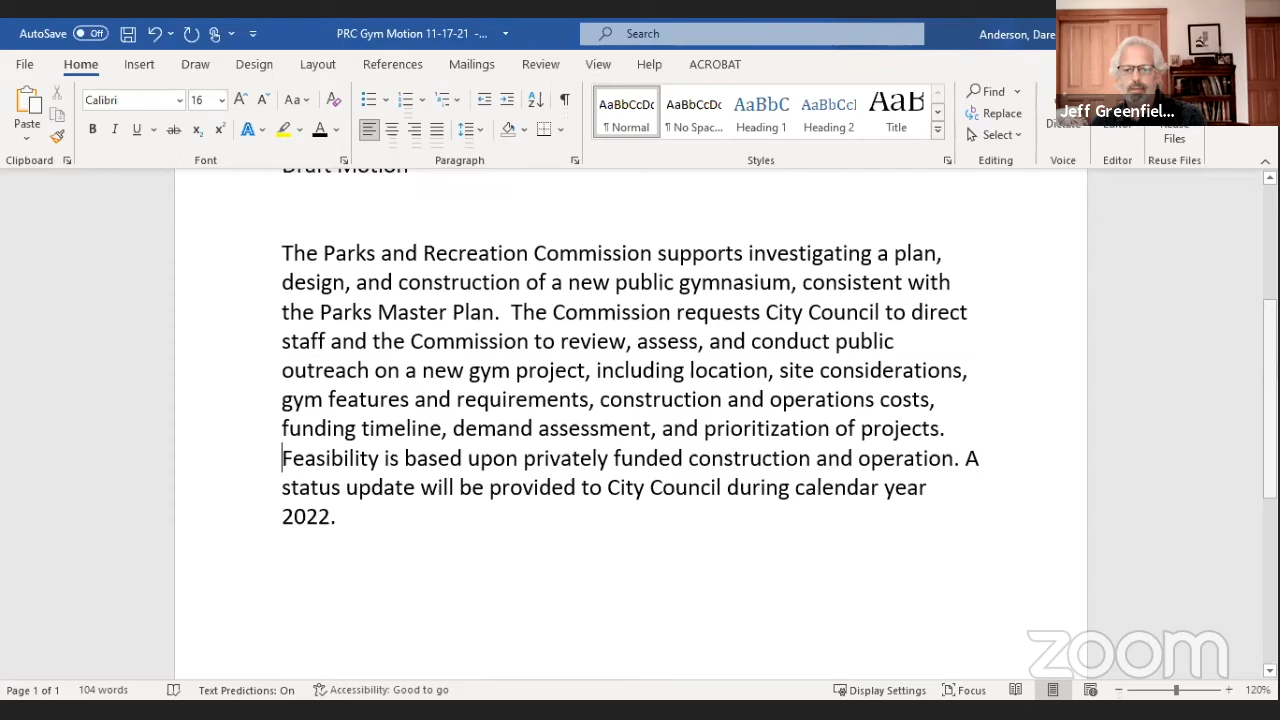 AutoSave Off PRC Gym Motion 11-17-21 -... Search Anderson, Dare
File Home Insert Draw Design Layout References Mailings Review View Help ACROBAT
Paste Calibri 16 Aa AaBbCcDc AaBbCcDc AaBbC AaBbCcI AaB Find
Replace
Select
¶ Normal ¶ No Spac... Heading 1 Heading 2 Title
Jeff Greenfiel...
Reuse
Files
Clipboard Font Paragraph Styles Editing Voice Editor Reuse Files
Draft Motion
The Parks and Recreation Commission supports investigating a plan,
design, and construction of a new public gymnasium, consistent with
the Parks Master Plan.  The Commission requests City Council to direct
staff and the Commission to review, assess, and conduct public
outreach on a new gym project, including location, site considerations,
gym features and requirements, construction and operations costs,
funding timeline, demand assessment, and prioritization of projects.
Feasibility is based upon privately funded construction and operation. A
status update will be provided to City Council during calendar year
2022.
zoom
Page 1 of 1 104 words Text Predictions: On Accessibility: Good to go Display Settings Focus 120%